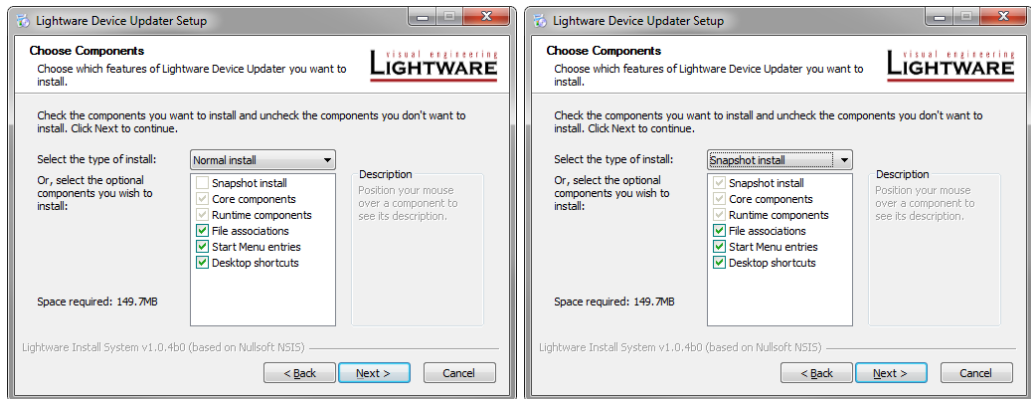 Lightware Device Updater Setup
Choose Components
Choose which features of Lightware Device Updater you want to
install.
visual engineering
LIGHTWARE
Check the components you want to install and uncheck the components you don't want to
install. Click Next to continue.
Select the type of install:
Normal install
Or, select the optional
components you wish to
install:
Snapshot install
Core components
Runtime components
File associations
Start Menu entries
Desktop shortcuts
Description
Position your mouse
over a component to
see its description.
Space required: 149.7MB
Lightware Install System v1.0.4b0 (based on Nullsoft NSIS)
< Back
Next >
Cancel
Lightware Device Updater Setup
Choose Components
Choose which features of Lightware Device Updater you want to
install.
visual engineering
LIGHTWARE
Check the components you want to install and uncheck the components you don't want to
install. Click Next to continue.
Select the type of install:
Snapshot install
Or, select the optional
components you wish to
install:
Snapshot install
Core components
Runtime components
File associations
Start Menu entries
Desktop shortcuts
Description
Position your mouse
over a component to
see its description.
Space required: 149.7MB
Lightware Install System v1.0.4b0 (based on Nullsoft NSIS)
< Back
Next >
Cancel